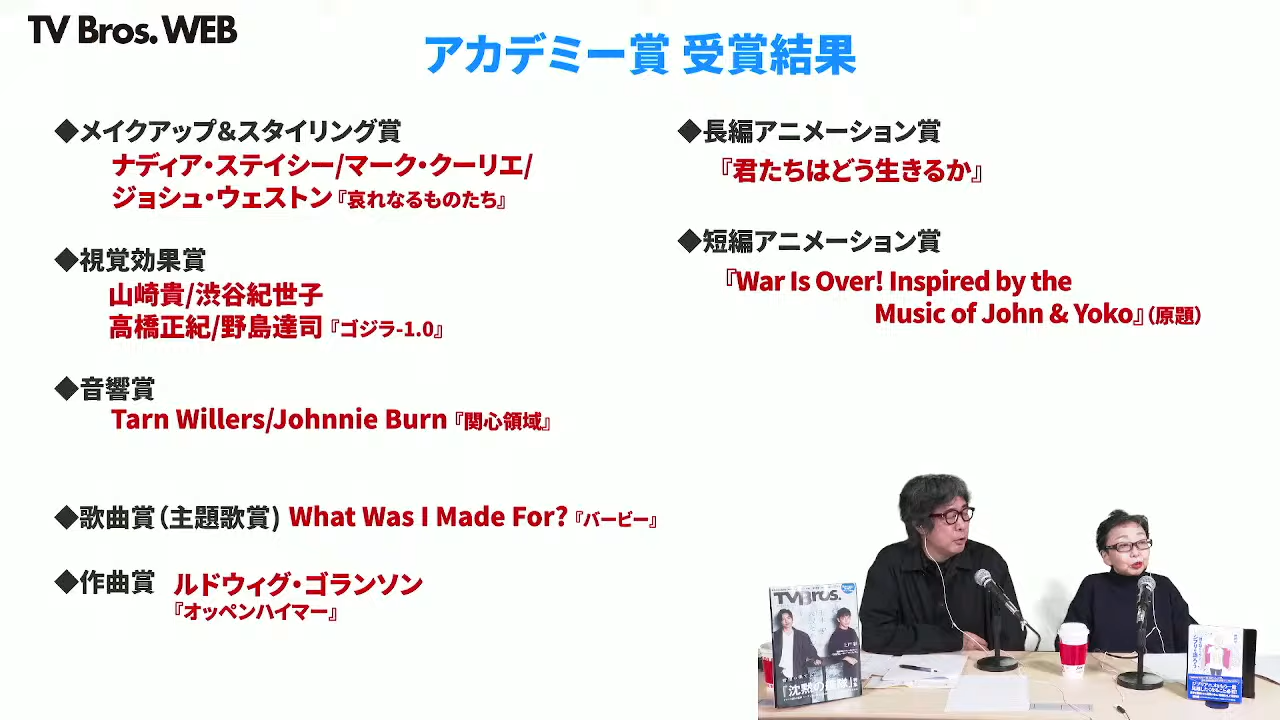 TV Bros. WEB
アカデミー賞 受賞結果
◆メイクアップ&スタイリング賞
ナディア・ステイシー/マーク・クーリエ/
ジョシュ・ウェストン『哀れなるものたち』
◆視覚効果賞
山崎貴/渋谷紀世子
高橋正紀/野島達司『ゴジラ-1.0』
◆音響賞
Tarn Willers/Johnnie Burn『関心領域』
◆歌曲賞(主題歌賞) What Was I Made For?『バービー』
◆作曲賞 ルドウィグ・ゴランソン
『オッペンハイマー』
◆長編アニメーション賞
『君たちはどう生きるか』
◆短編アニメーション賞
『War Is Over! Inspired by the
Music of John & Yoko』(原題)
TVBros.
『沈黙の艦隊』